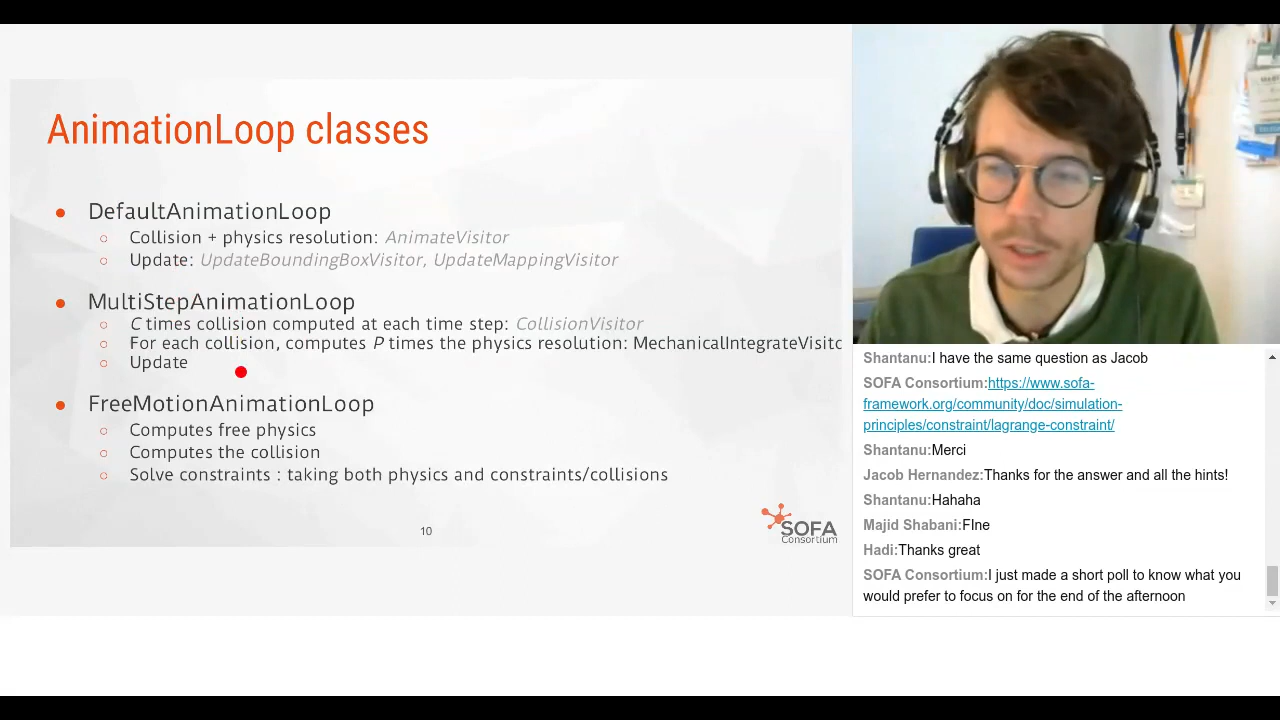 AnimationLoop classes
DefaultAnimationLoop
Collision + physics resolution: AnimateVisitor
Update: UpdateBoundingBoxVisitor, UpdateMappingVisitor
MultiStepAnimationLoop
C times collision computed at each time step: CollisionVisitor
For each collision, computes P times the physics resolution: MechanicalIntegrateVisito
Update
FreeMotionAnimationLoop
Computes free physics
Computes the collision
Solve constraints : taking both physics and constraints/collisions
10
SOFA
Consortium
Shantanu:I have the same question as Jacob
SOFA Consortium:https://www.sofa-
framework.org/community/doc/simulation-
principles/constraint/lagrange-constraint/
Shantanu:Merci
Jacob Hernandez:Thanks for the answer and all the hints!
Shantanu:Hahaha
Majid Shabani:FIne
Hadi:Thanks great
SOFA Consortium:I just made a short poll to know what you
would prefer to focus on for the end of the afternoon